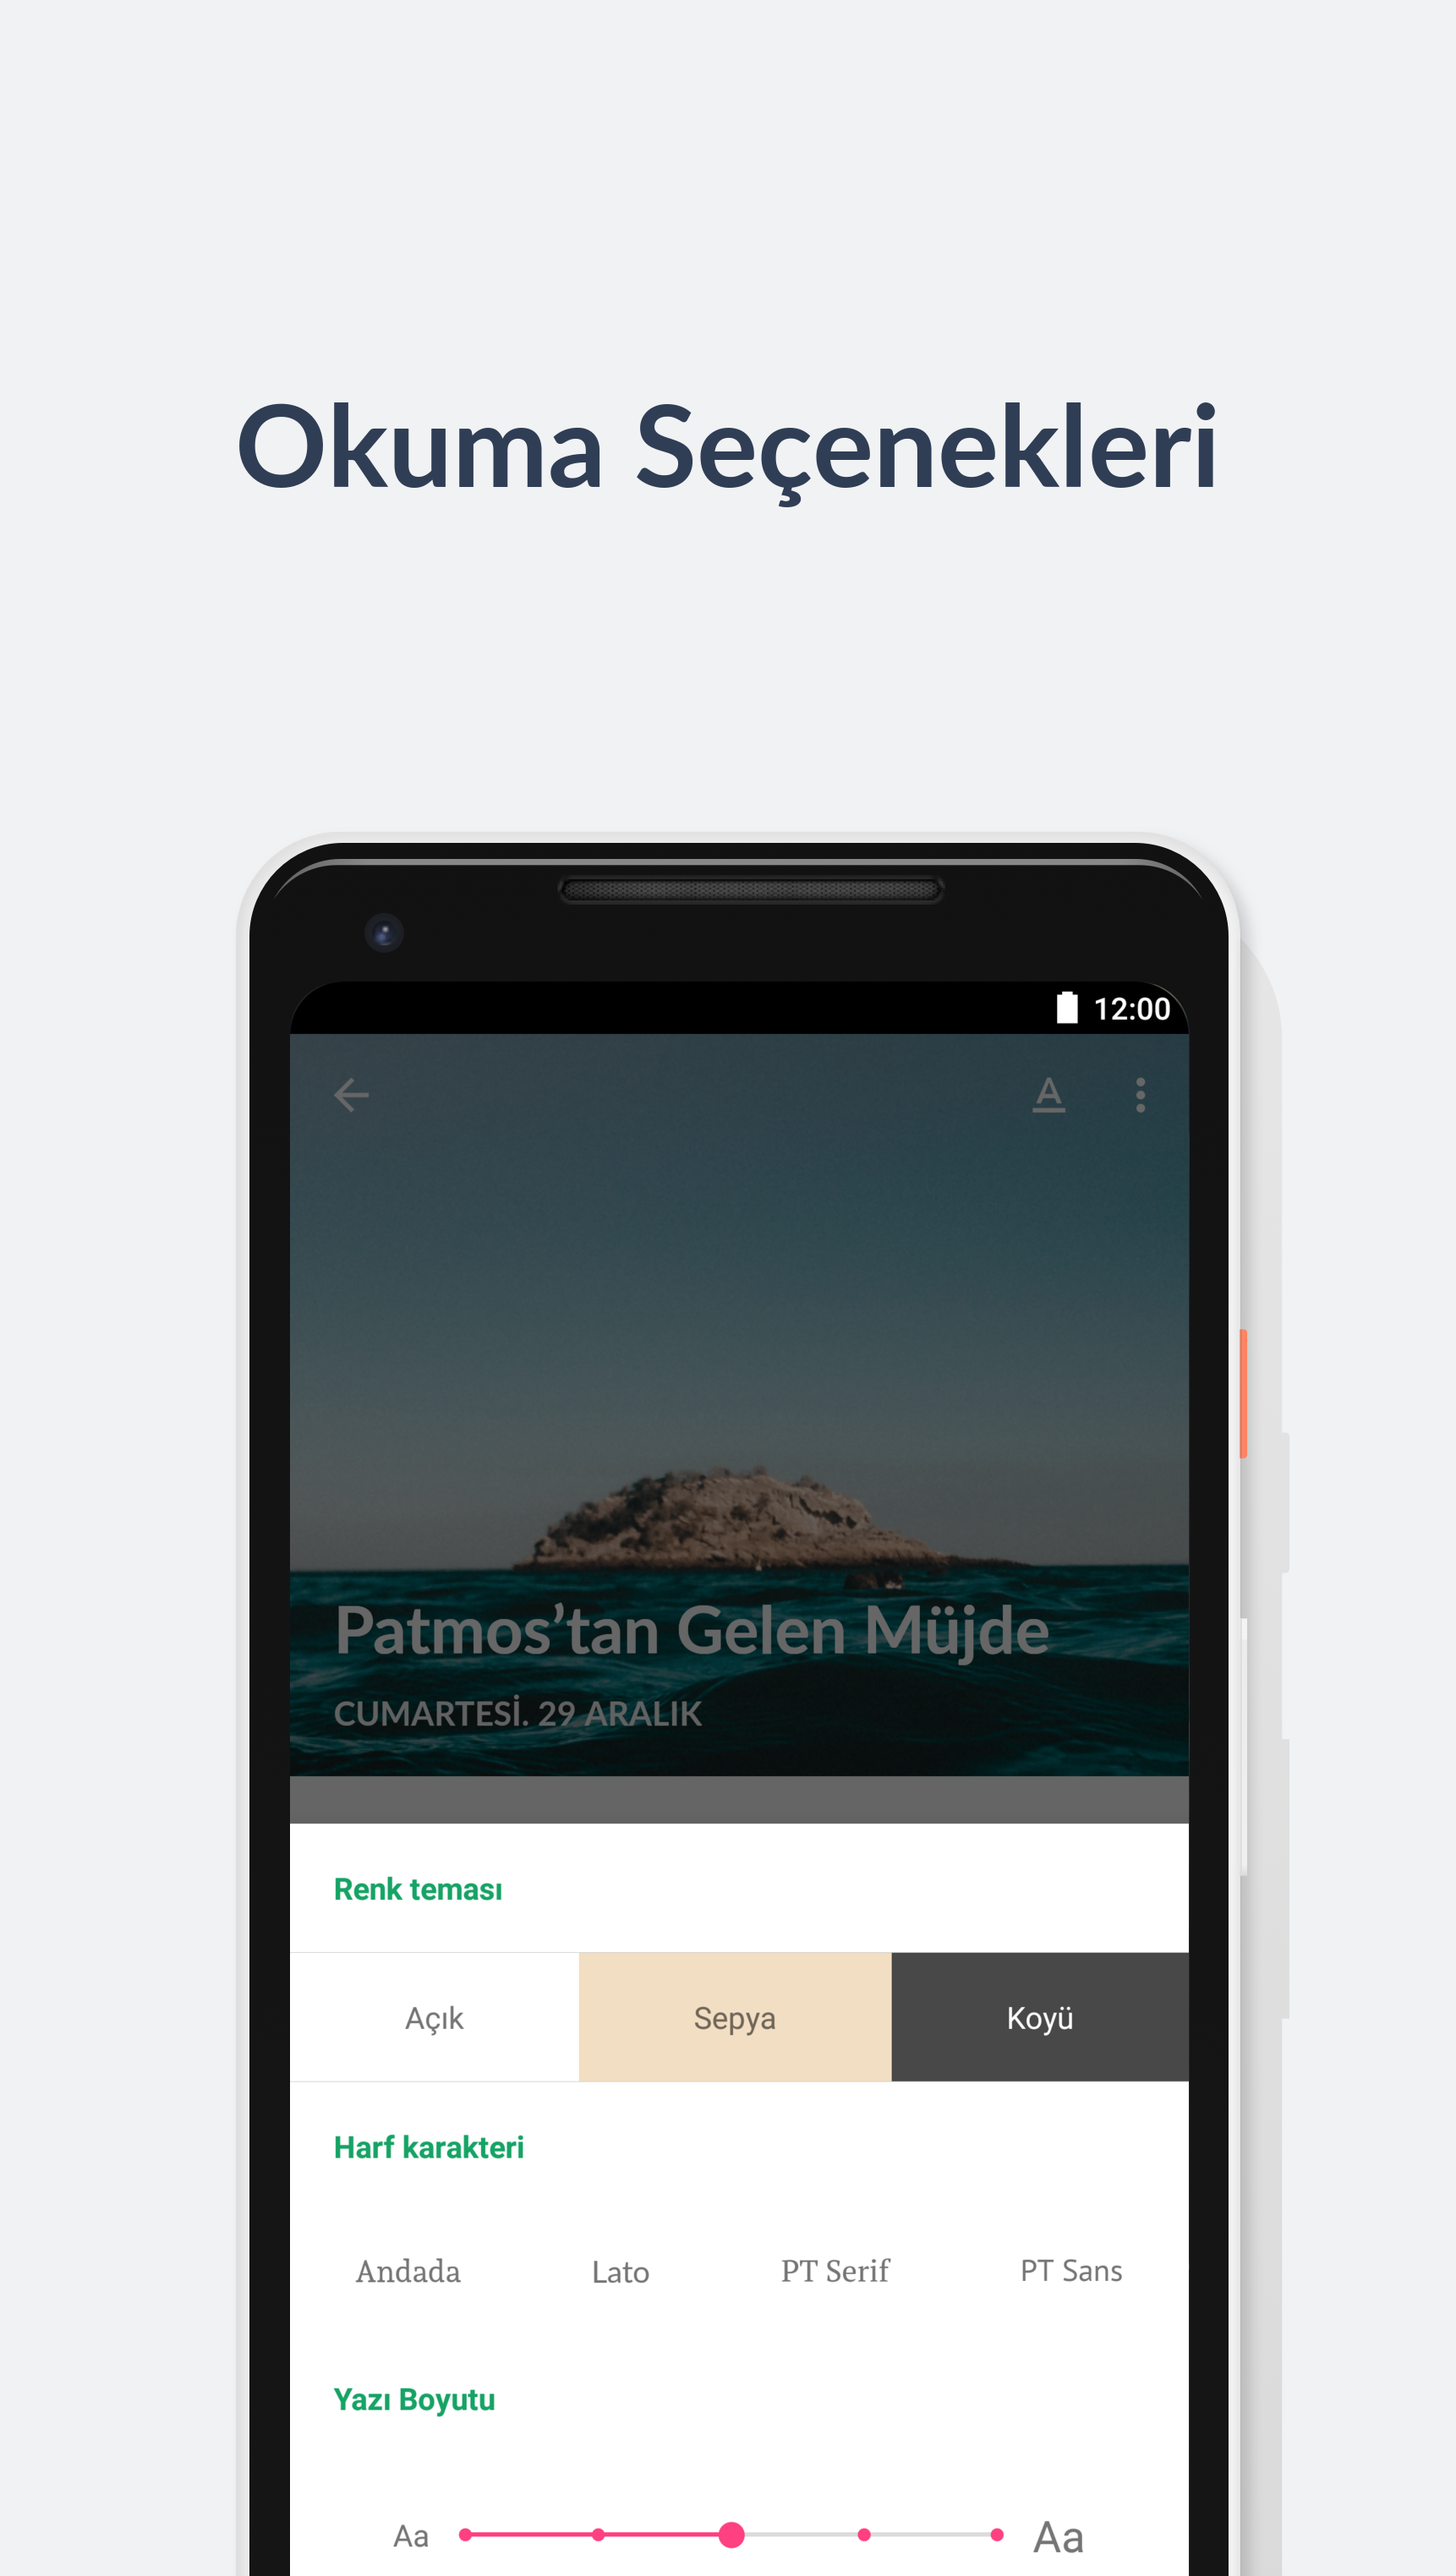 Okuma Seçenekleri
12:00
A
Patmos’tan Gelen Müjde
CUMARTESİ. 29 ARALIK
Renk teması
Açık Sepya Koyü
Harf karakteri
Andada Lato PT Serif PT Sans
Yazı Boyutu
Aa Aa